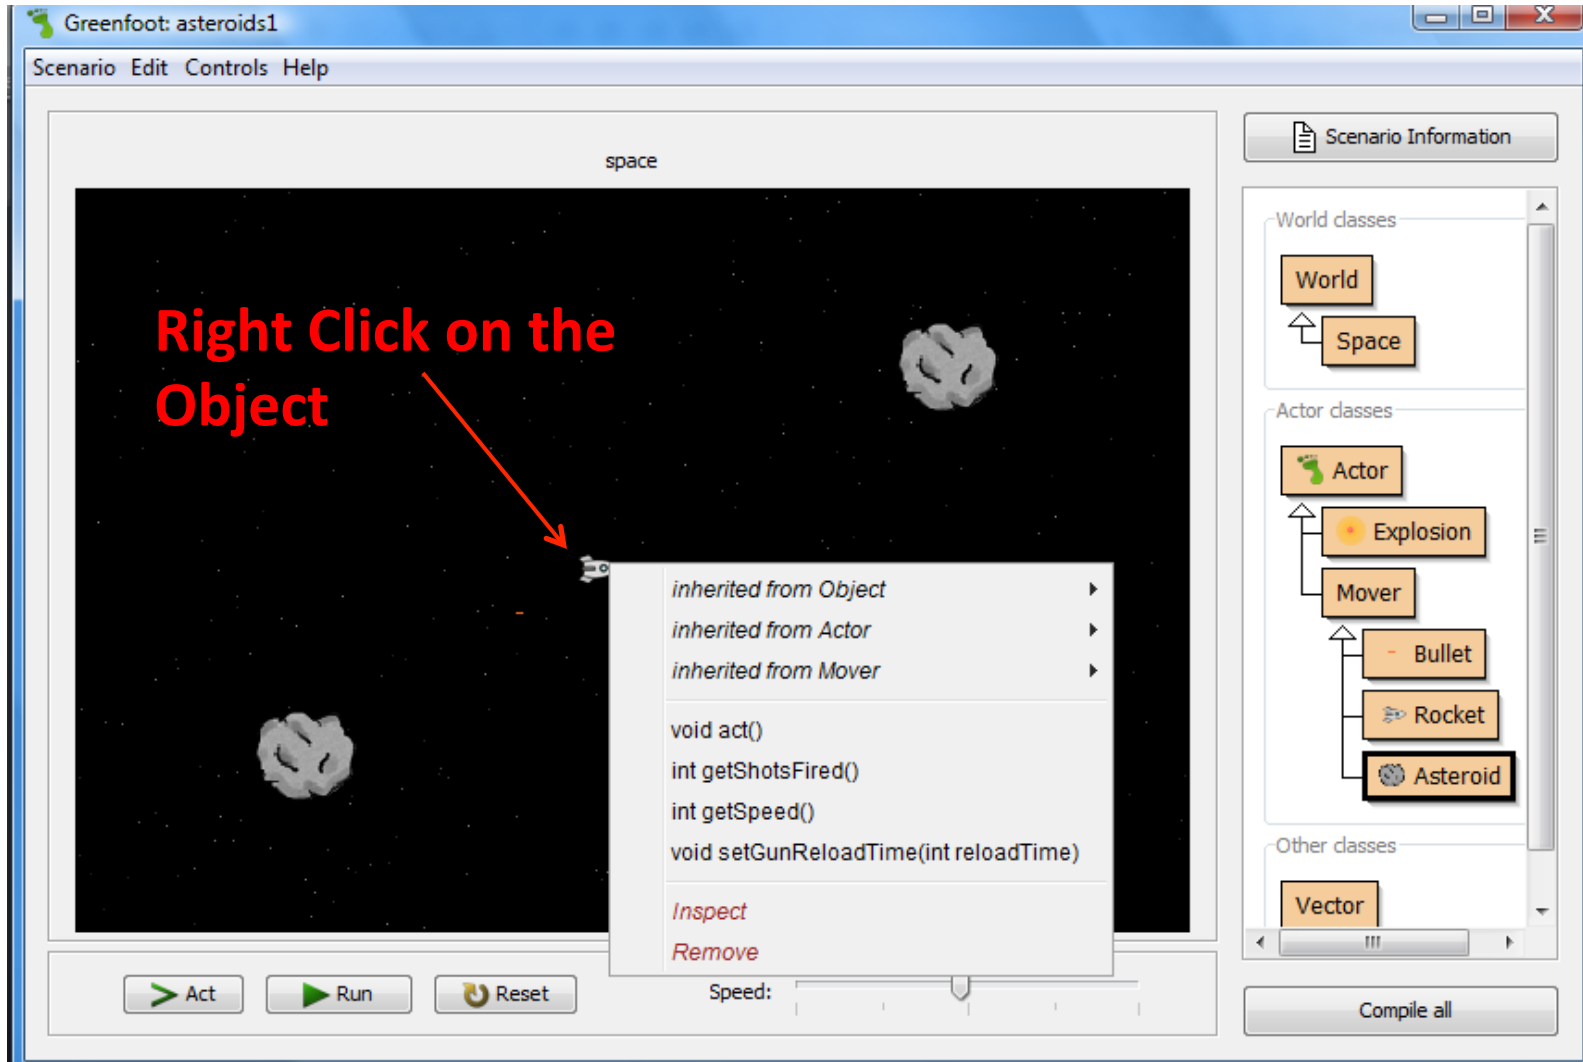 Greenfoot: asteroids1
Scenario Edit Controls Help
space
Right Click on the
Object
inherited from Object
inherited from Actor
inherited from Mover
void act()
int getShotsFired()
int getSpeed()
void setGunReloadTime(int reloadTime)
Inspect
Remove
Act
Run
Reset
Speed:
Scenario Information
World classes
World
Space
Actor classes
Actor
Explosion
Mover
Bullet
Rocket
Asteroid
Other classes
Vector
Compile all